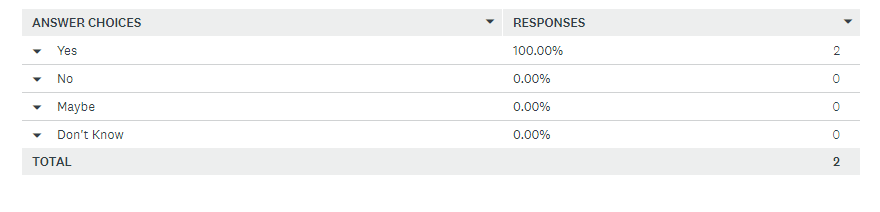 ANSWER CHOICES RESPONSES
Yes 100.00% 2
No 0.00% 0
Maybe 0.00% 0
Don't Know 0.00% 0
TOTAL 2